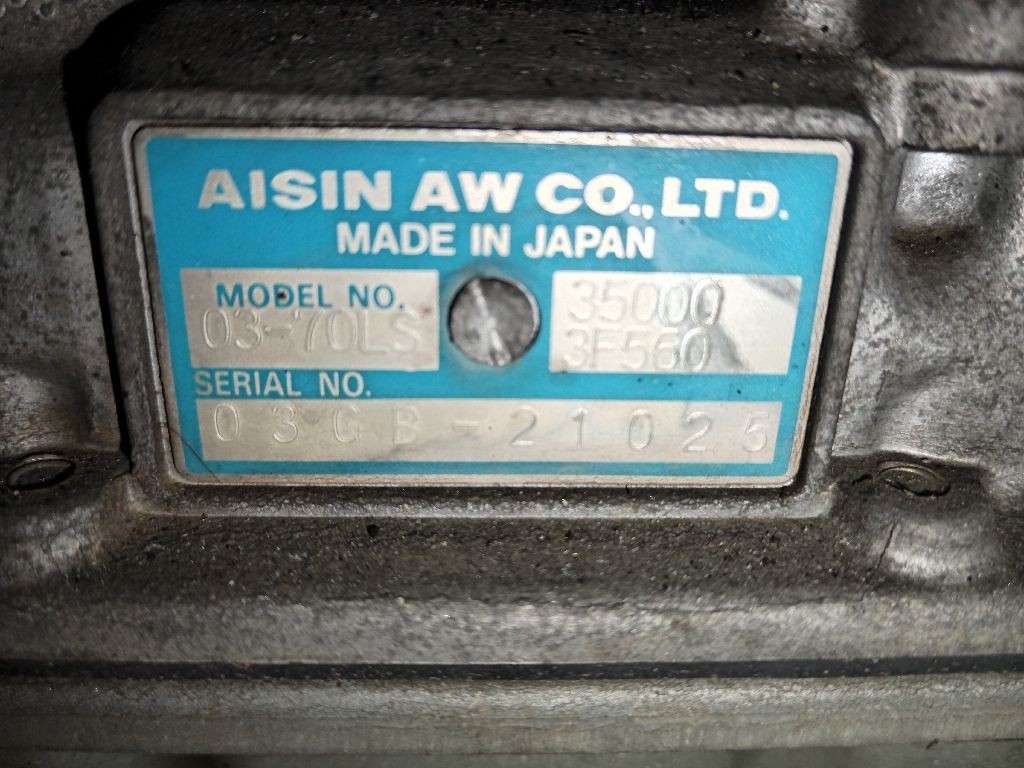 AISIN AW CO., LTD.
MADE IN JAPAN
MODEL NO.
03-70LS
35000
3F560
SERIAL NO.
03GB-21025